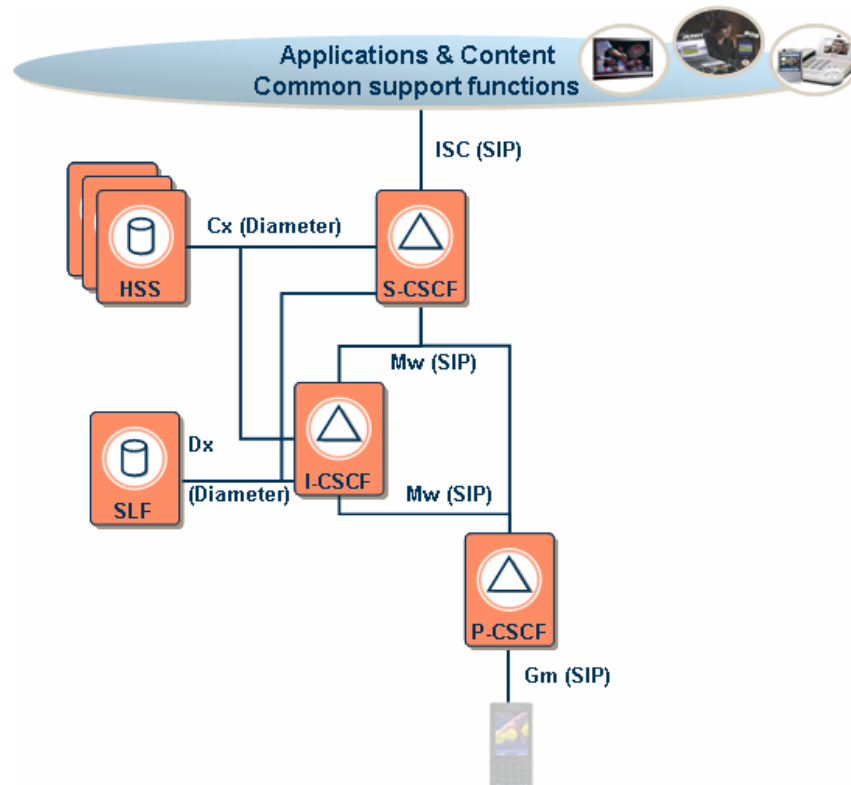 Applications & Content
Common support functions
ISC (SIP)
Cx (Diameter)
HSS
S-CSCF
Mw (SIP)
Dx
(Diameter)
I-CSCF
Mw (SIP)
SLF
P-CSCF
Gm (SIP)